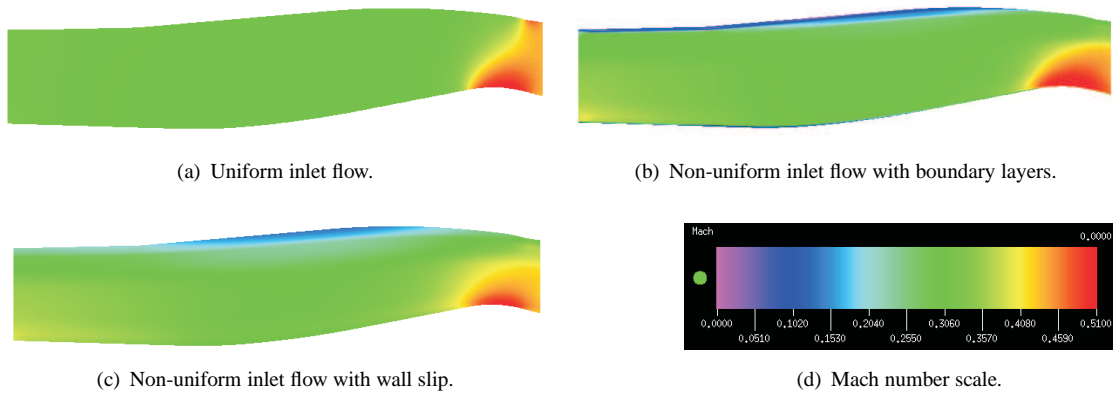 (a) Uniform inlet flow.
(b) Non-uniform inlet flow with boundary layers.
Mach
0.0000
0.0000 0.1020 0.2040 0.3060 0.4080 0.5100
0.0510 0.1530 0.2550 0.3570 0.4590
(c) Non-uniform inlet flow with wall slip.
(d) Mach number scale.